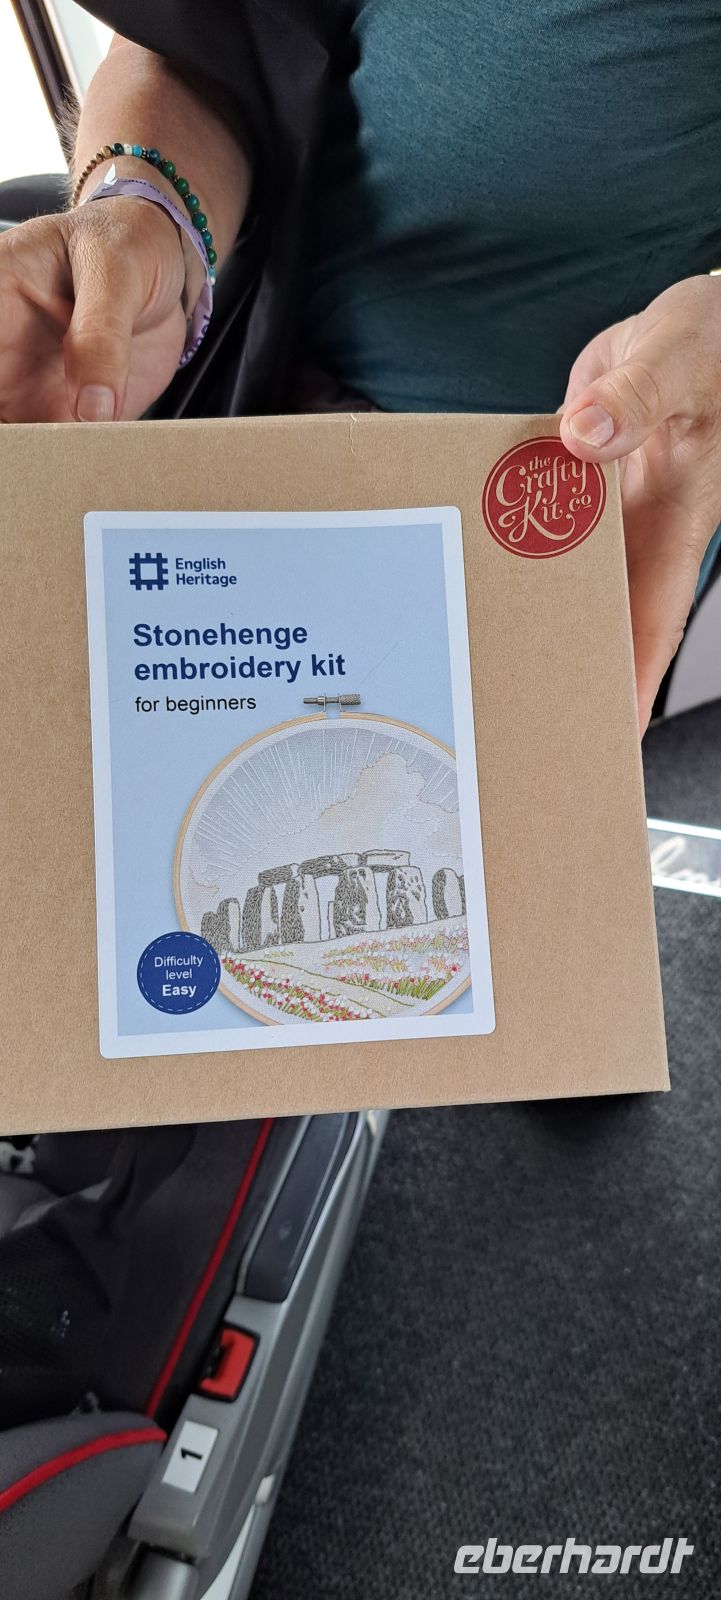 the
Crafty
Kit co
English
Heritage
Stonehenge
embroidery kit
for beginners
Difficulty
level
Easy
1
eberhardt